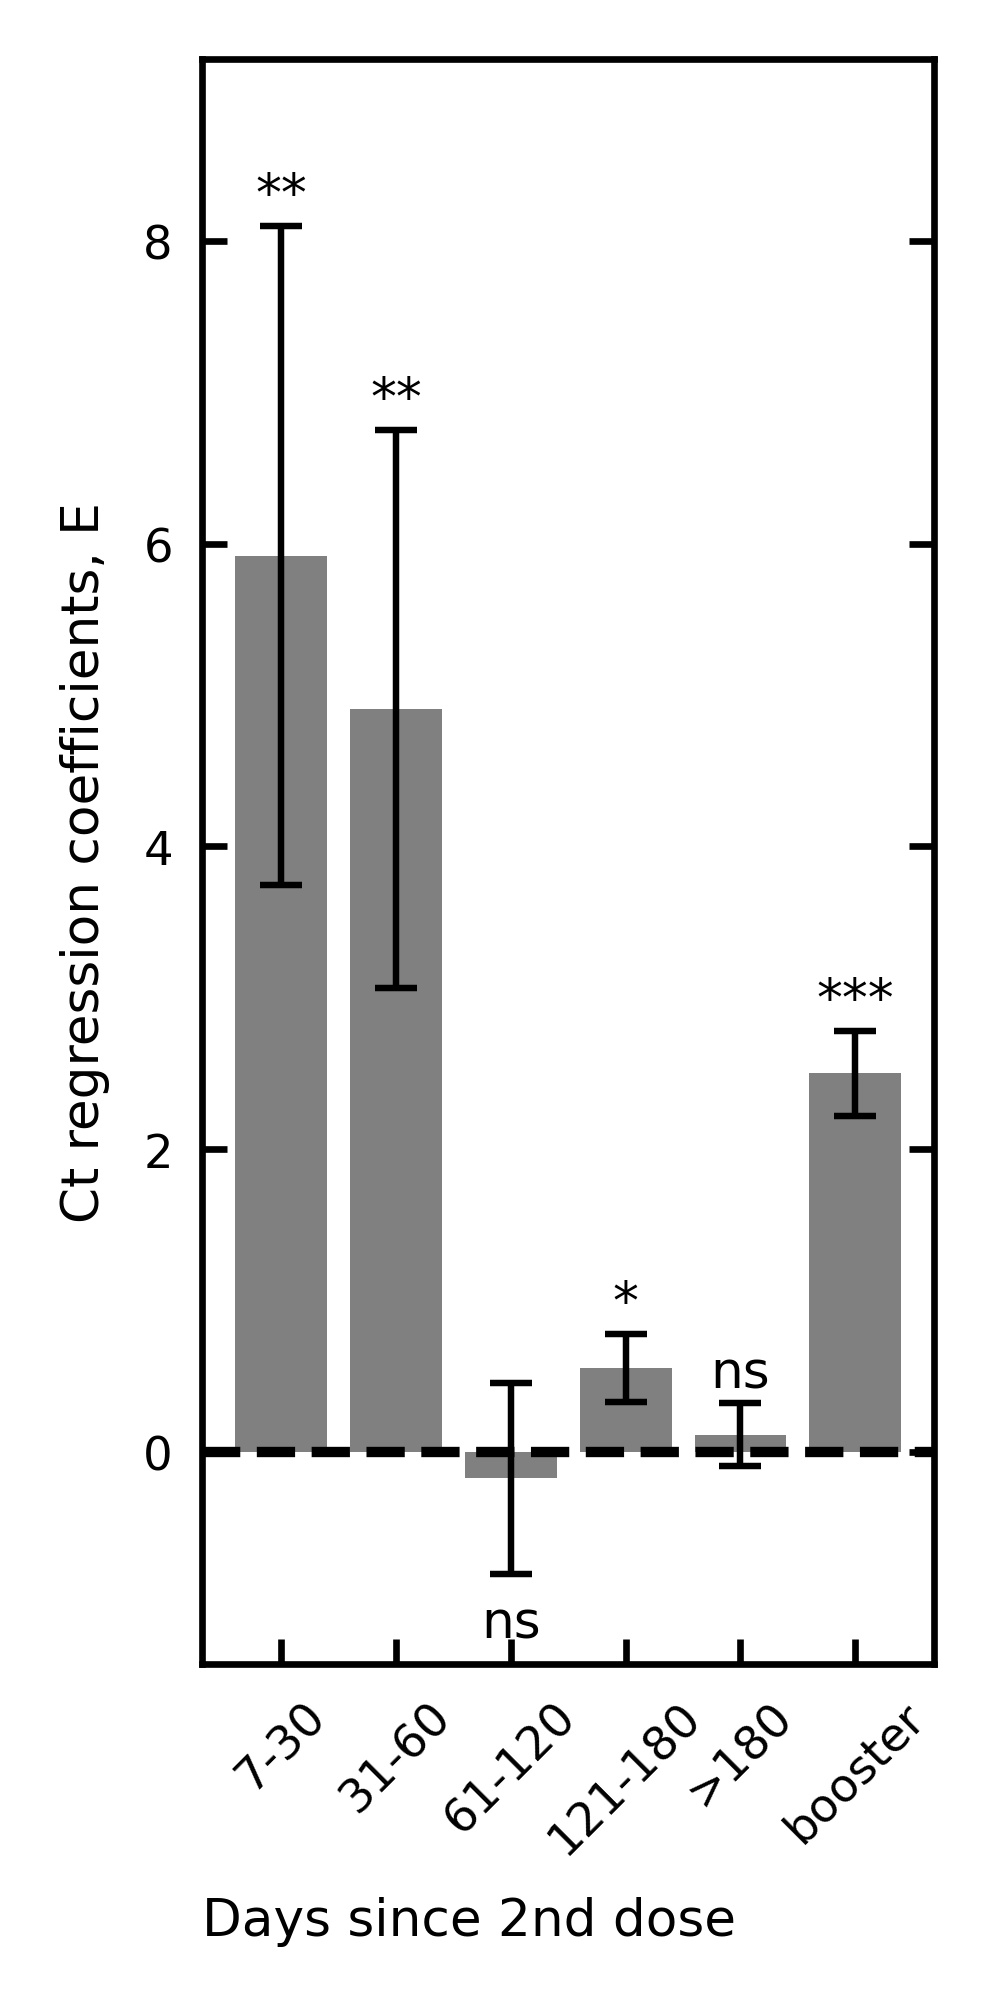 **
8
**
6
4
***
2
*
ns
0
ns
Ct regression coefficients, E
7-30
31-60
61-120
121-180
>180
booster
Days since 2nd dose